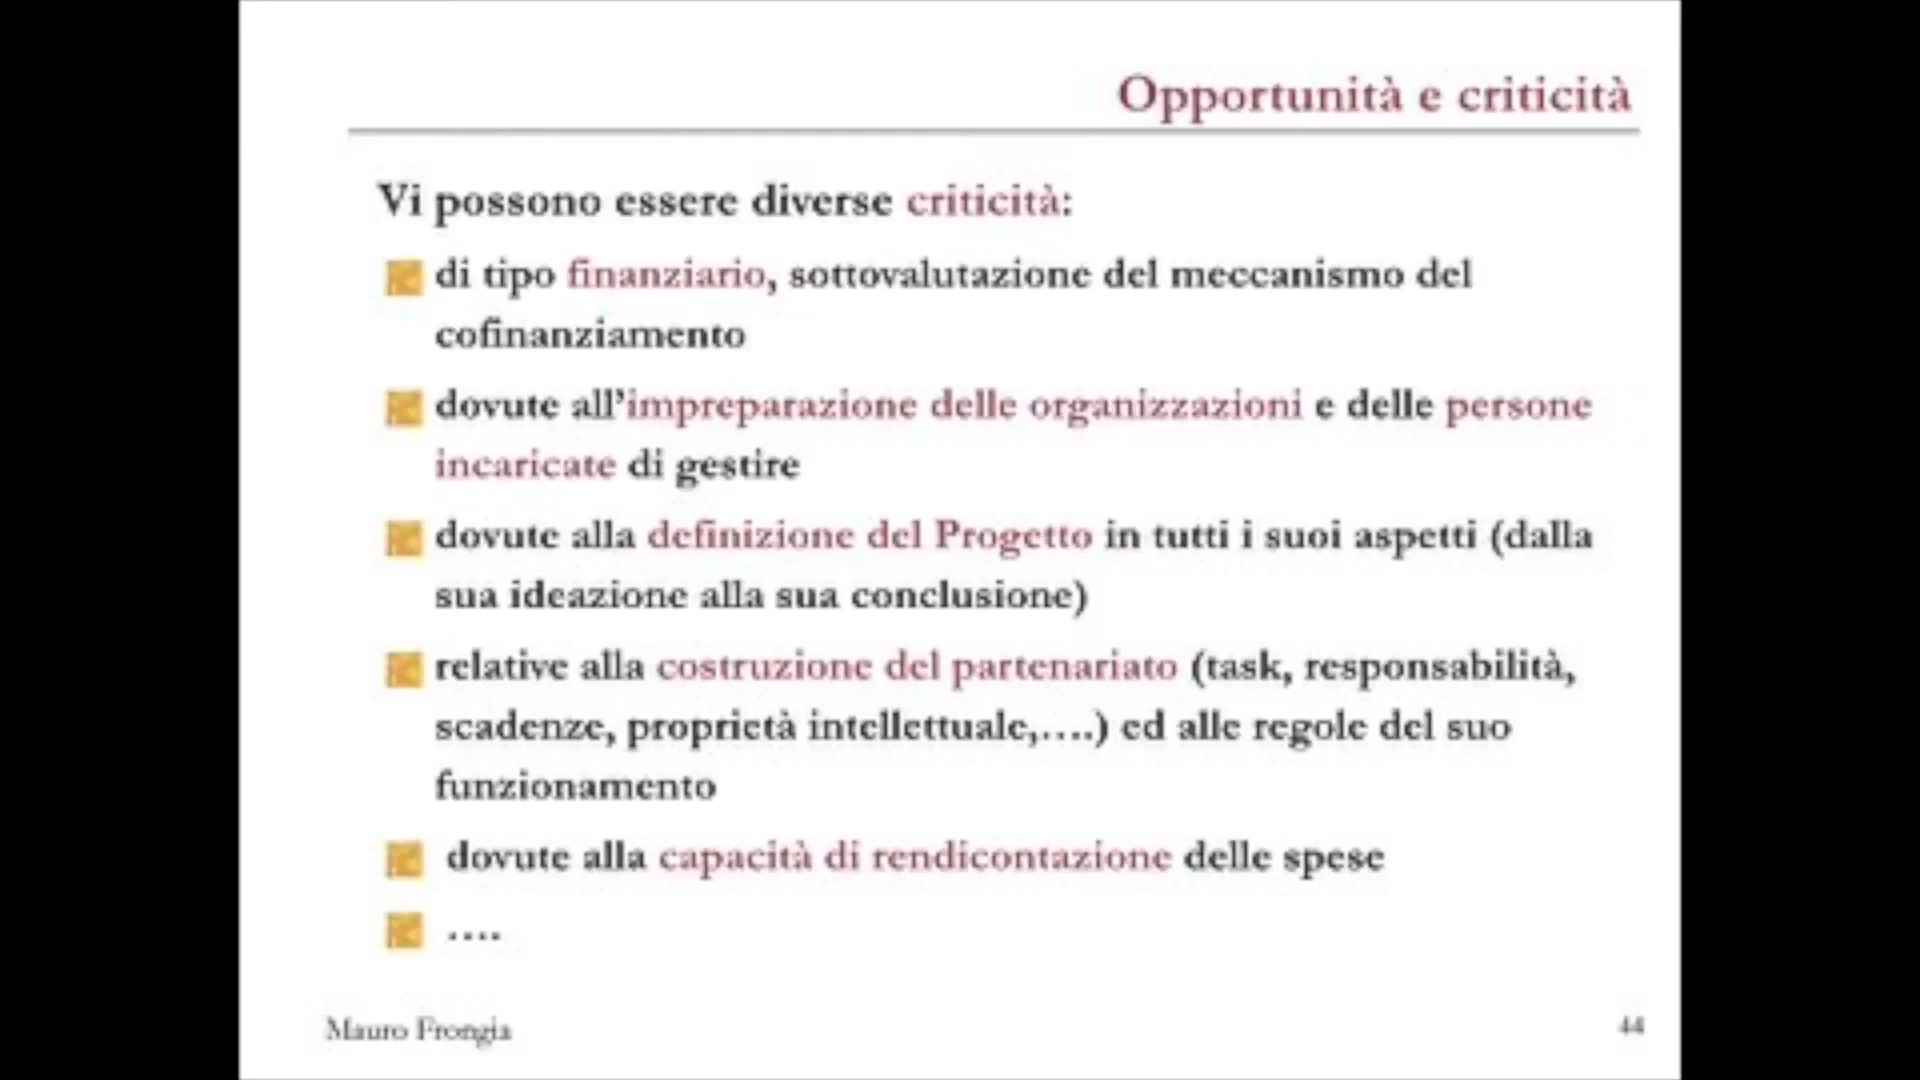 Opportunità e criticità
Vi possono essere diverse criticità:
di tipo finanziario, sottovalutazione del meccanismo del
cofinanziamento
dovute all’impreparazione delle organizzazioni e delle persone
incaricate di gestire
dovute alla definizione del Progetto in tutti i suoi aspetti (dalla
sua ideazione alla sua conclusione)
relative alla costruzione del partenariato (task, responsabilità,
scadenze, proprietà intellettuale,....) ed alle regole del suo
funzionamento
dovute alla capacità di rendicontazione delle spese
....
Mauro Frongia
44